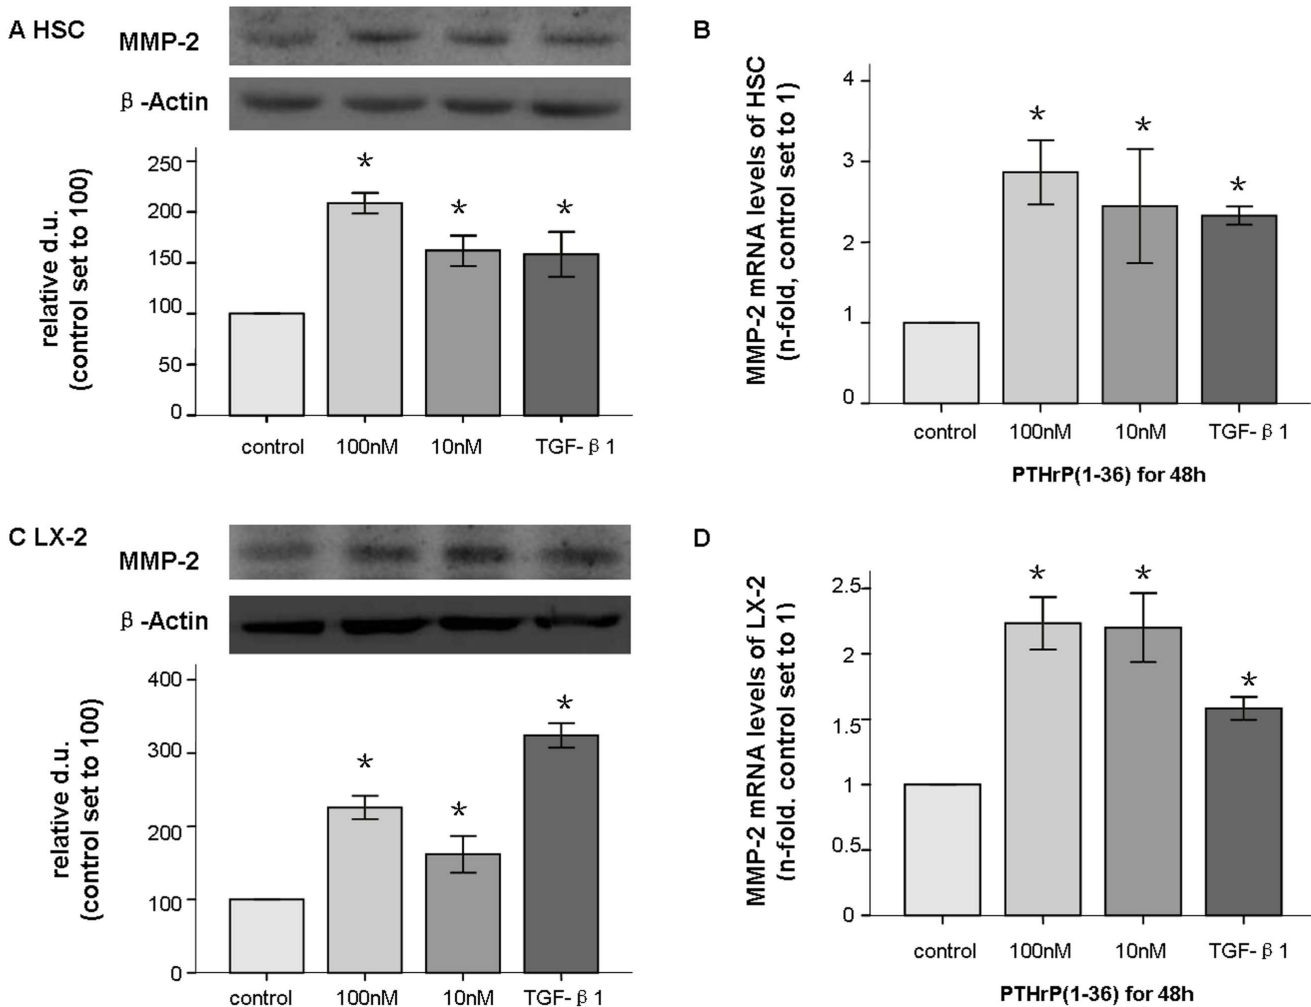 A HSC
MMP-2
β -Actin
relative d.u.
(control set to 100)
250
200
150
100
50
0
*
*
*
control
100nM
10nM
TGF- β 1
B
MMP-2 mRNA levels of HSC
(n-fold, control set to 1)
4
3
2
1
0
*
*
*
control
100nM
10nM
TGF- β 1
PTHrP(1-36) for 48h
C LX-2
MMP-2
β -Actin
relative d.u.
(control set to 100)
400
300
200
100
0
*
*
*
control
100nM
10nM
TGF- β 1
D
MMP-2 mRNA levels of LX-2
(n-fold. control set to 1)
2.5
2
1.5
1
0.5
0
*
*
*
control
100nM
10nM
TGF- β 1
PTHrP(1-36) for 48h